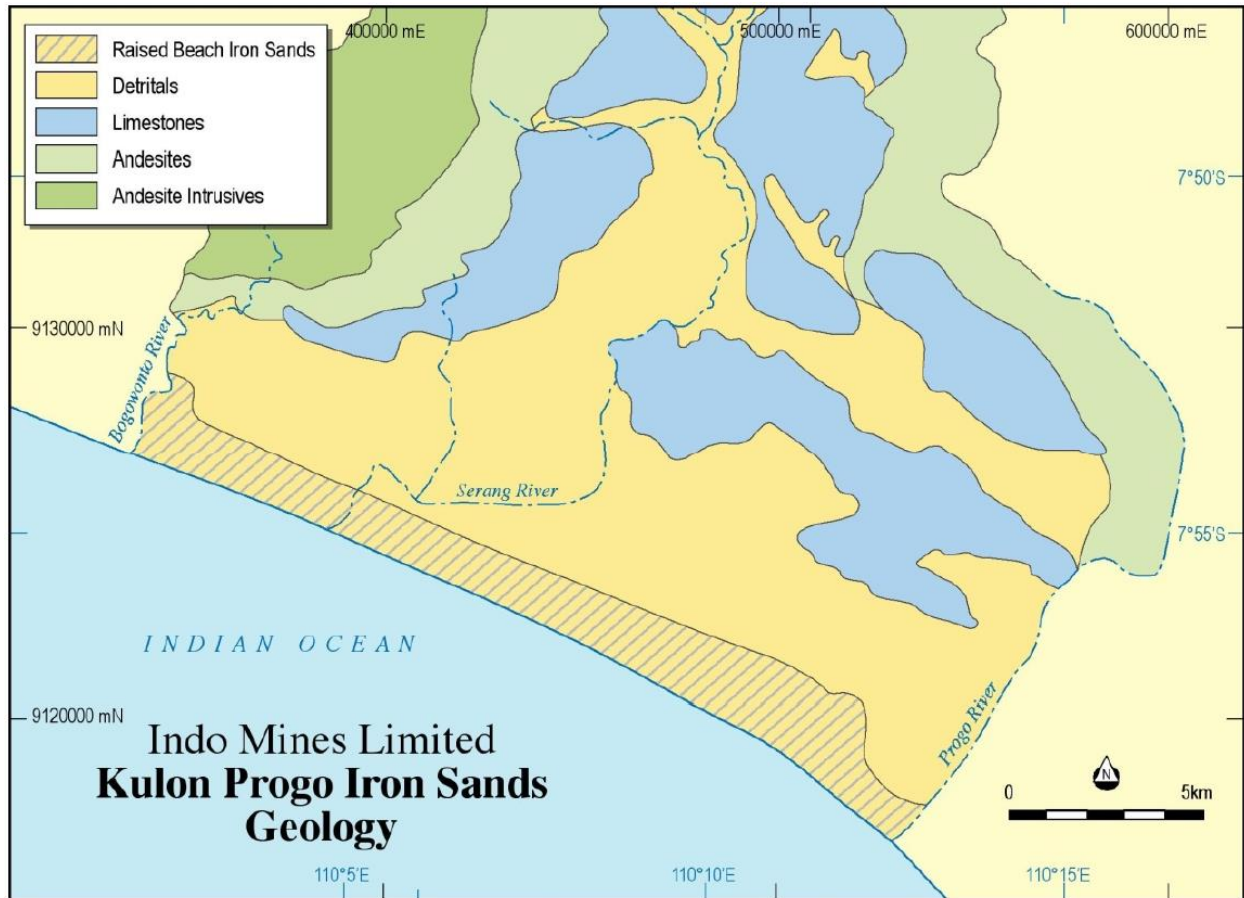 400000 mE
500000 mE
600000 mE
Raised Beach Iron Sands
Detritals
Limestones
Andesites
Andesite Intrusives
7°50'S
9130000 mN
Bogowonto River
Serang River
7°55'S
INDIAN OCEAN
9120000 mN
Progo River
Indo Mines Limited
Kulon Progo Iron Sands
Geology
N
0 5km
110°5'E
110°10'E
110°15'E